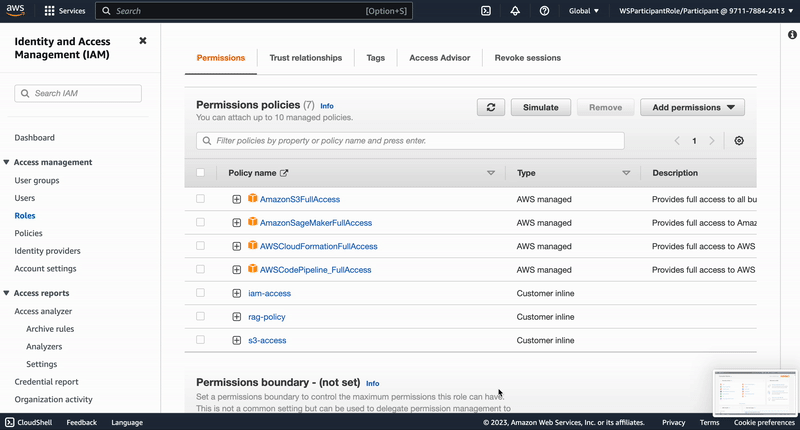 aws
Services
Search
[Option+S]
Global
WSParticipantRole/Participant @ 9711-7884-2413
Identity and Access
Management (IAM)
Search IAM
Dashboard
Access management
User groups
Users
Roles
Policies
Identity providers
Account settings
Access reports
Access analyzer
Archive rules
Analyzers
Settings
Credential report
Organization activity
Permissions
Trust relationships
Tags
Access Advisor
Revoke sessions
Permissions policies (7) Info
You can attach up to 10 managed policies.
Simulate
Remove
Add permissions
Filter policies by property or policy name and press enter.
1
Policy name
Type
Description
AmazonS3FullAccess AWS managed Provides full access to all bu
AmazonSageMakerFullAccess AWS managed Provides full access to Amaz
AWSCloudFormationFullAccess AWS managed Provides full access to AWS
AWSCodePipeline_FullAccess AWS managed Provides full access to AWS
iam-access Customer inline
rag-policy Customer inline
s3-access Customer inline
Permissions boundary - (not set) Info
Set a permissions boundary to control the maximum permissions this role can have.
This is not a common setting but can be used to delegate permission management to
CloudShell
Feedback
Language
© 2023, Amazon Web Services, Inc. or its affiliates.
Privacy
Terms
Cookie preferences